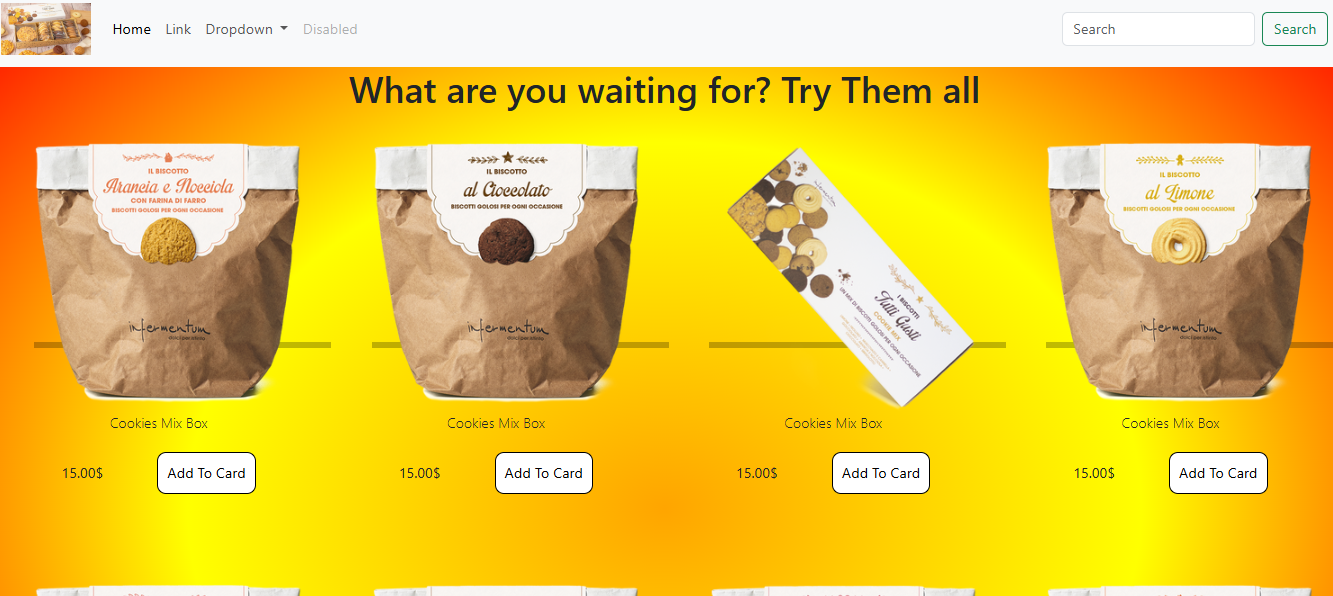 Home Link Dropdown Disabled Search Search
What are you waiting for? Try Them all
IL BISCOTTO
Arancia e Nocciola
CON FARINA DI FARRO
BISCOTTI GOLOSI PER OGNI OCCASIONE
infermentum
IL BISCOTTO
al Cioccolato
BISCOTTI GOLOSI PER OGNI OCCASIONE
infermentum
infermentum
I BISCOTTI
Tutti Gusti
COOKIE MIX
UN MIX DI BISCOTTI GOLOSI PER OGNI OCCASIONE
IL BISCOTTO
al Limone
BISCOTTI GOLOSI PER OGNI OCCASIONE
infermentum
Cookies Mix Box Cookies Mix Box Cookies Mix Box Cookies Mix Box
15.00$ Add To Card 15.00$ Add To Card 15.00$ Add To Card 15.00$ Add To Card